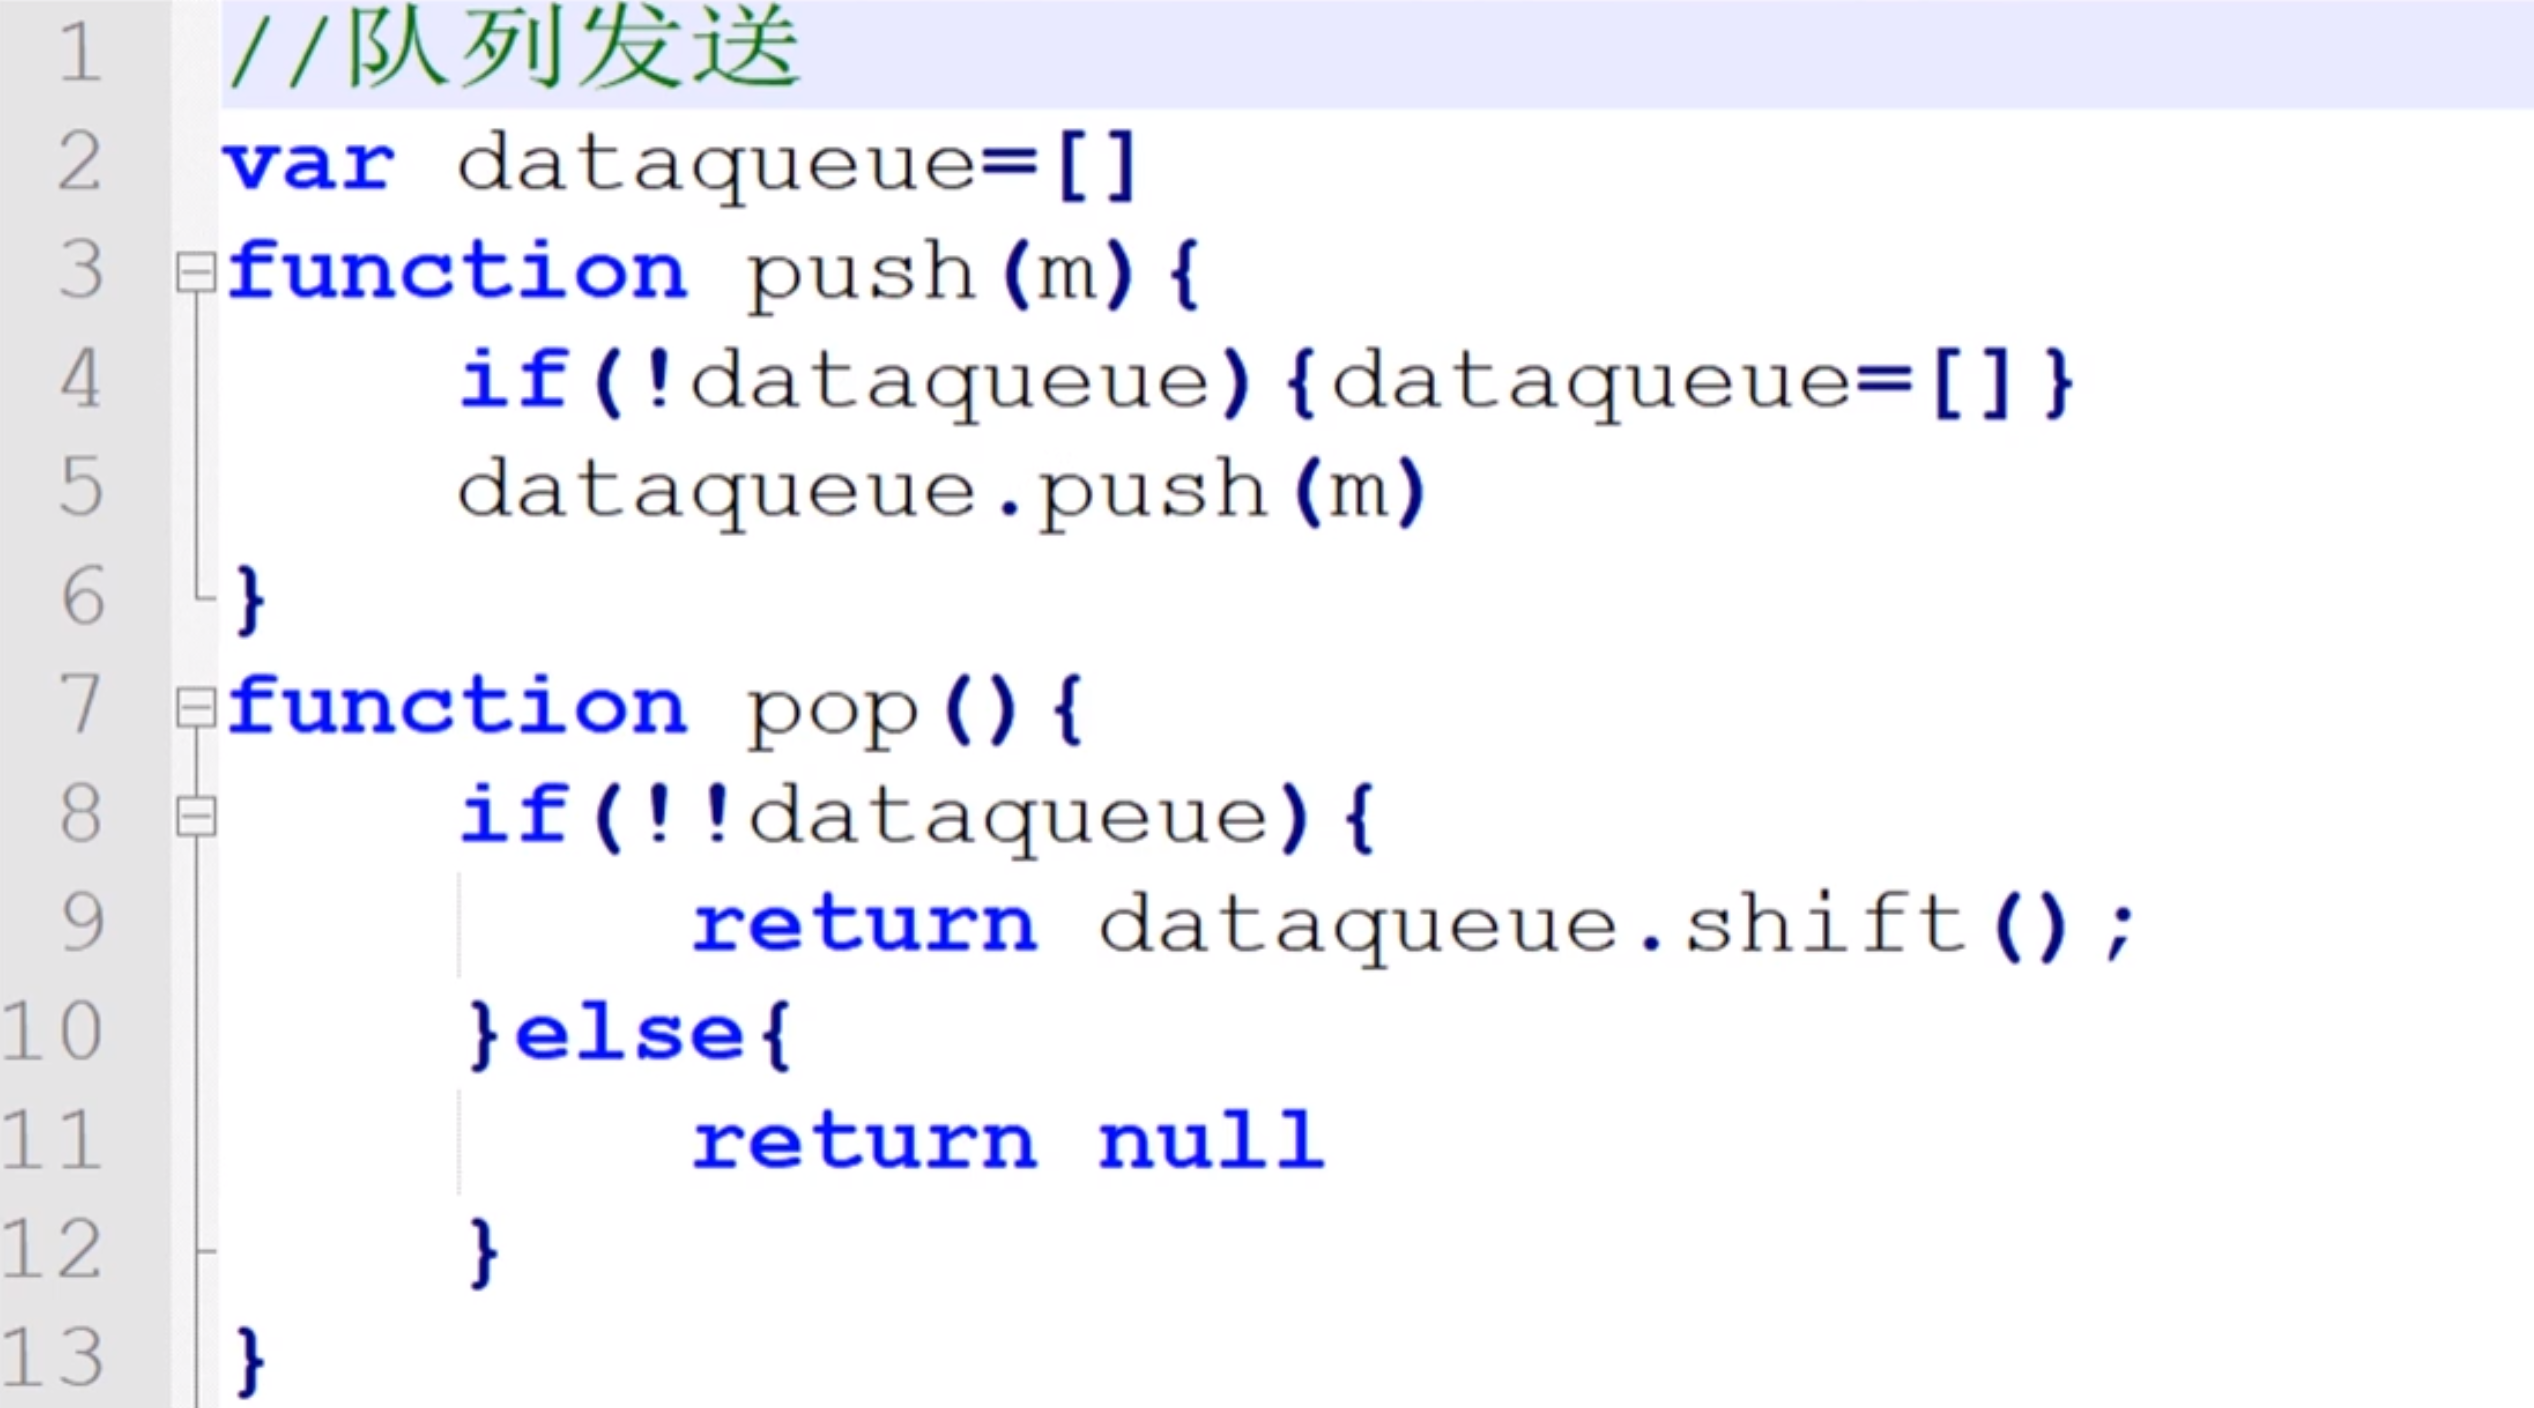 1 //队列发送
2 var dataqueue=[]
3 function push(m){
4     if(!dataqueue){dataqueue=[]}
5     dataqueue.push(m)
6 }
7 function pop(){
8     if(!!dataqueue){
9         return dataqueue.shift();
10     }else{
11         return null
12     }
13 }